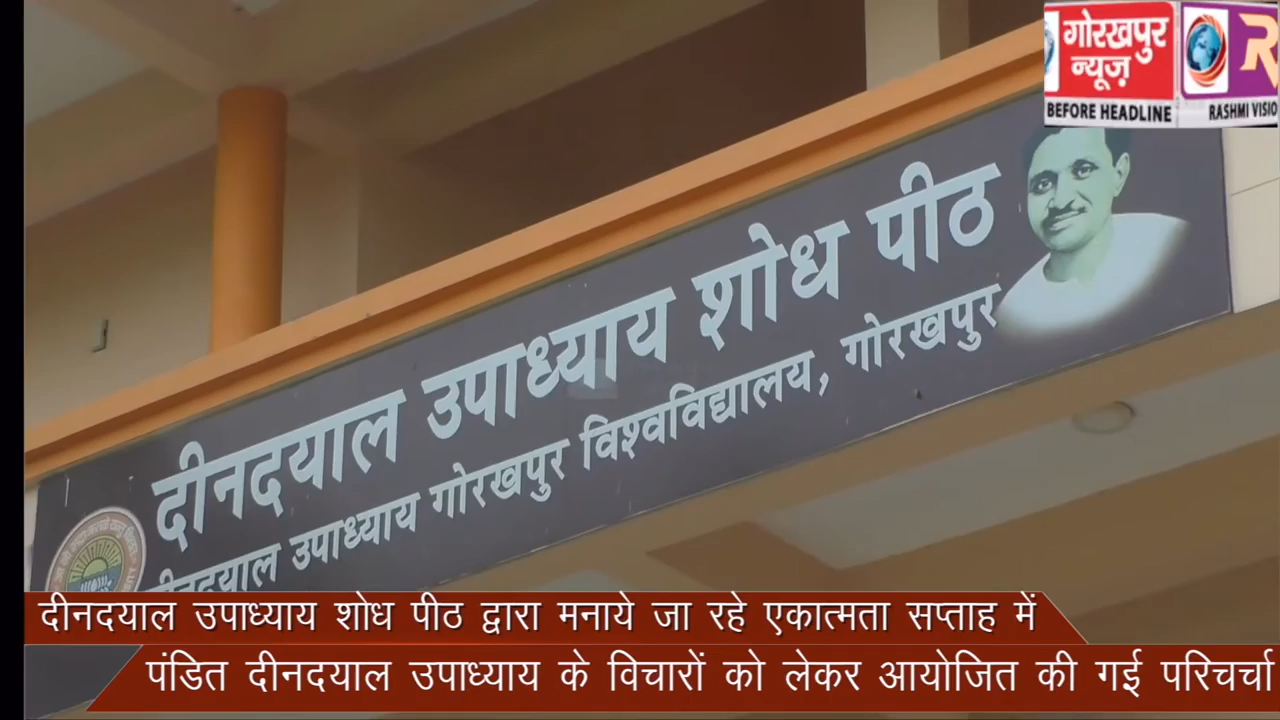 गोरखपुर
न्यूज़
BEFORE HEADLINE
RASHMI VISIO
दीनदयाल उपाध्याय शोध पीठ
दीनदयाल उपाध्याय गोरखपुर विश्वविद्यालय, गोरखपुर
दीनदयाल उपाध्याय शोध पीठ द्वारा मनाये जा रहे एकात्मता सप्ताह में
पंडित दीनदयाल उपाध्याय के विचारों को लेकर आयोजित की गई परिचर्चा